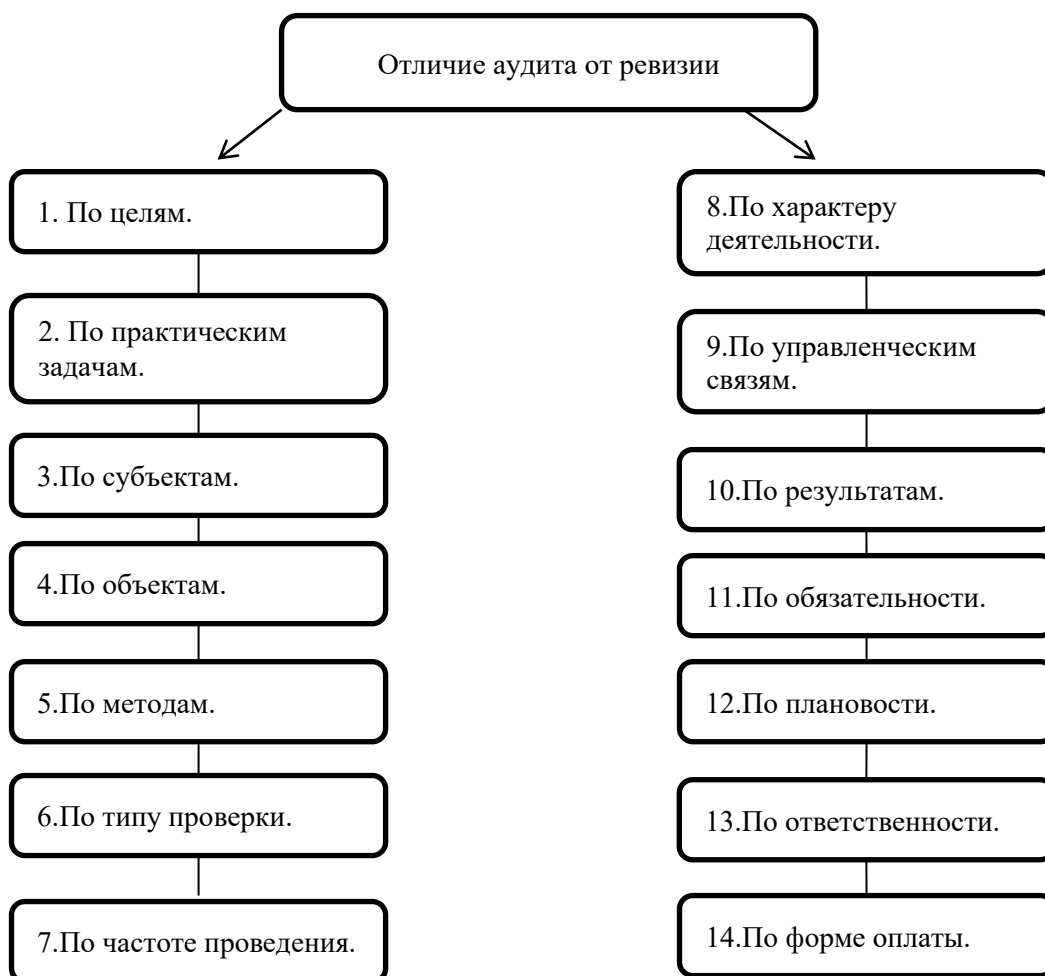 Отличие аудита от ревизии
1. По целям.
2. По практическим
задачам.
3.По субъектам.
4.По объектам.
5.По методам.
6.По типу проверки.
7.По частоте проведения.
8.По характеру
деятельности.
9.По управленческим
связям.
10.По результатам.
11.По обязательности.
12.По плановости.
13.По ответственности.
14.По форме оплаты.